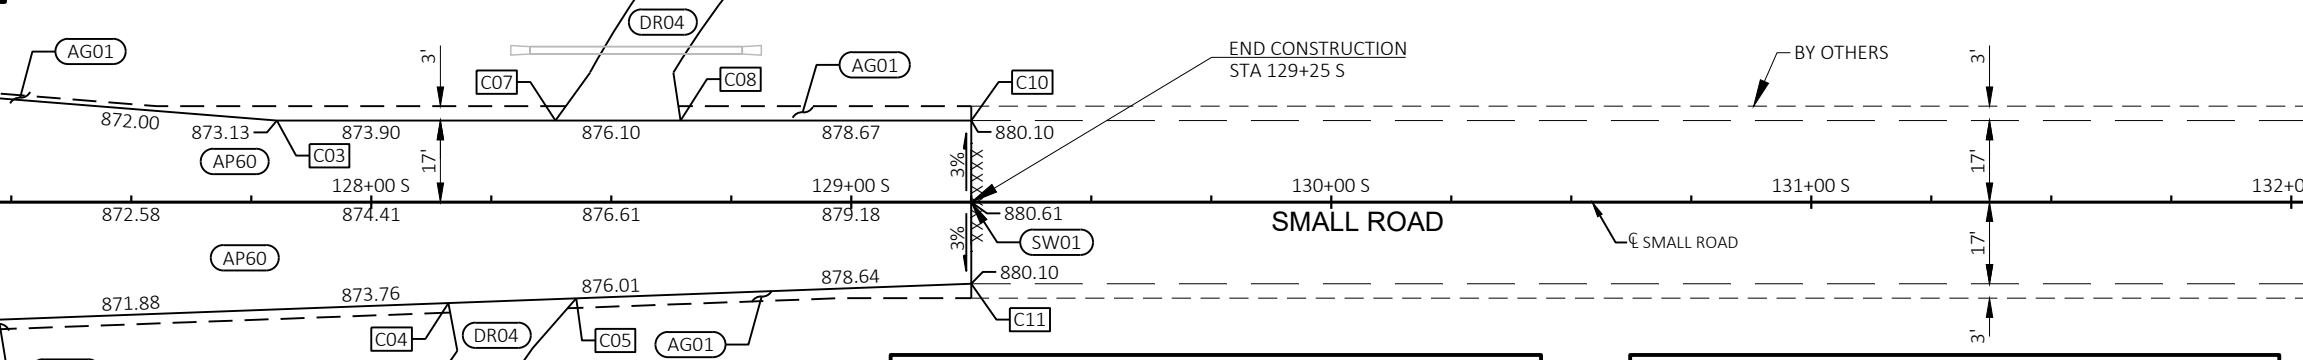 DR04
AG01
3'
END CONSTRUCTION
STA 129+25 S
BY OTHERS
3'
C07
C08
AG01
C10
872.00
873.13
873.90
876.10
878.67
880.10
C03
AP60
17'
3%
XXXX
17'
128+00 S
129+00 S
130+00 S
131+00 S
132+0
872.58
874.41
876.61
879.18
880.61
SMALL ROAD
3%
XXX
SW01
℄ SMALL ROAD
17'
AP60
880.10
871.88
873.76
876.01
878.64
C04
DR04
C05
AG01
C11
3'